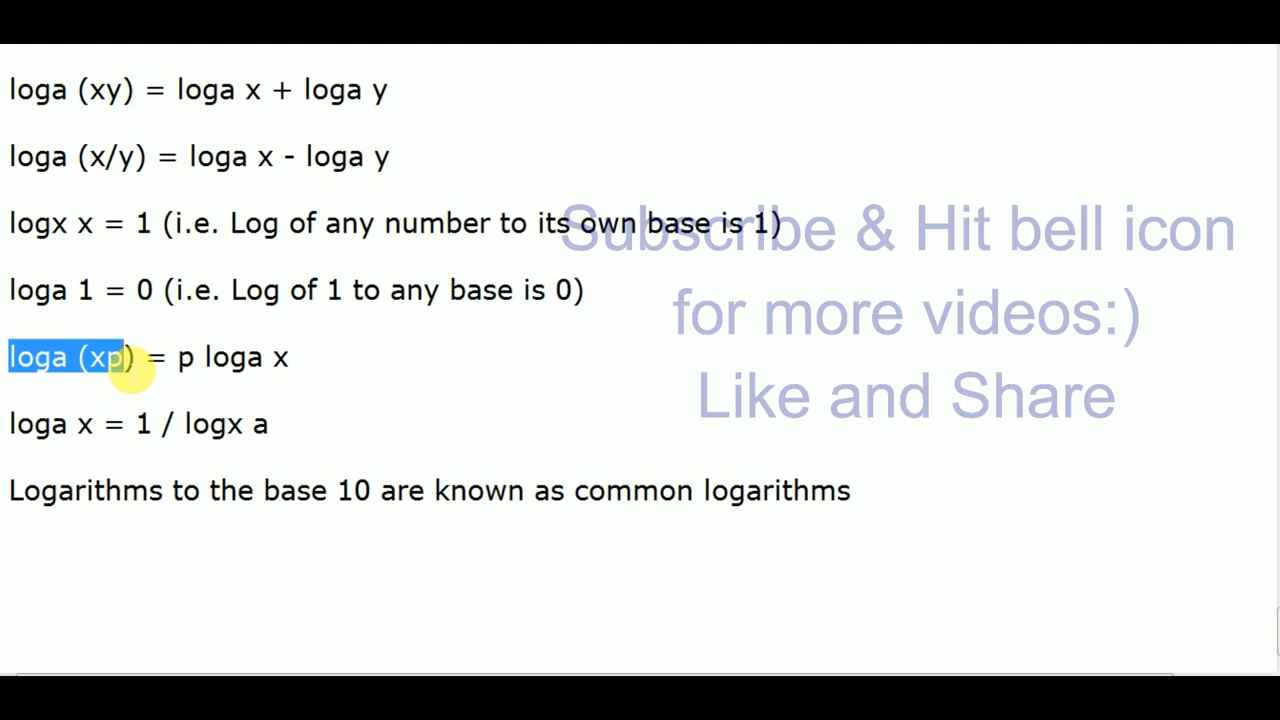 loga (xy) = loga x + loga y
loga (x/y) = loga x - loga y
logx x = 1 (i.e. Log of any number to its own base is 1)
loga 1 = 0 (i.e. Log of 1 to any base is 0)
loga (xp) = p loga x
loga x = 1 / logx a
Logarithms to the base 10 are known as common logarithms
Subscribe & Hit bell icon
for more videos:)
Like and Share